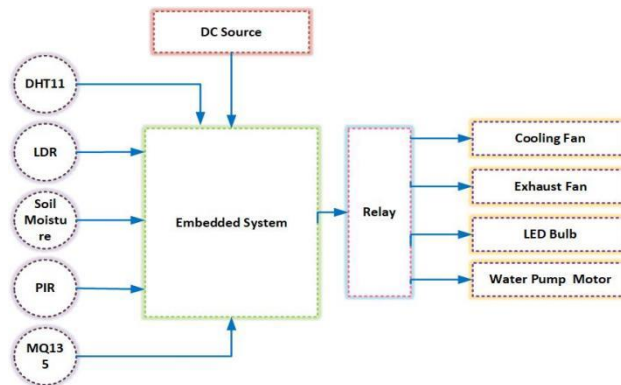 DC Source
DHT11
LDR
Soil
Moistu
re
PIR
MQ13
5
Embedded System
Relay
Cooling Fan
Exhaust Fan
LED Bulb
Water Pump Motor